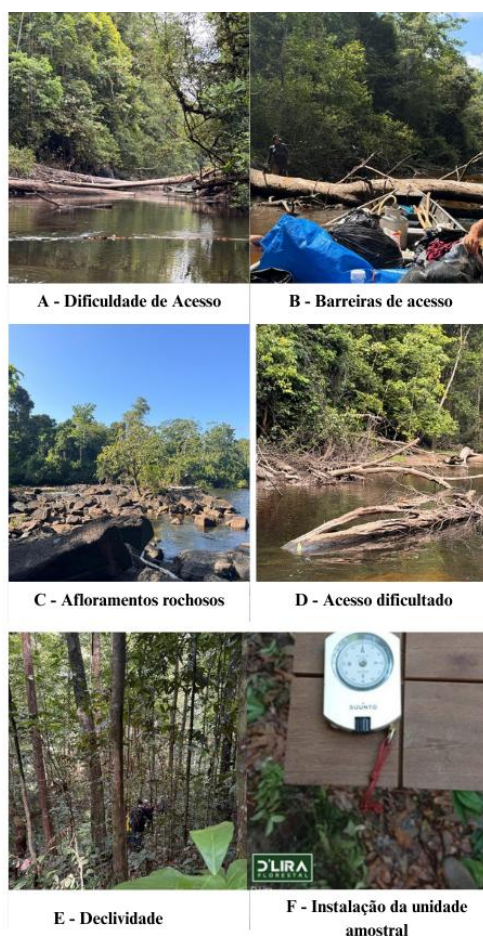 A - Dificuldade de Acesso
B - Barreiras de acesso
C - Afloramentos rochosos
D - Acesso dificultado
SUUNTO
D'LIRA
FLORESTAL
E - Declividade
F - Instalação da unidade
amostral